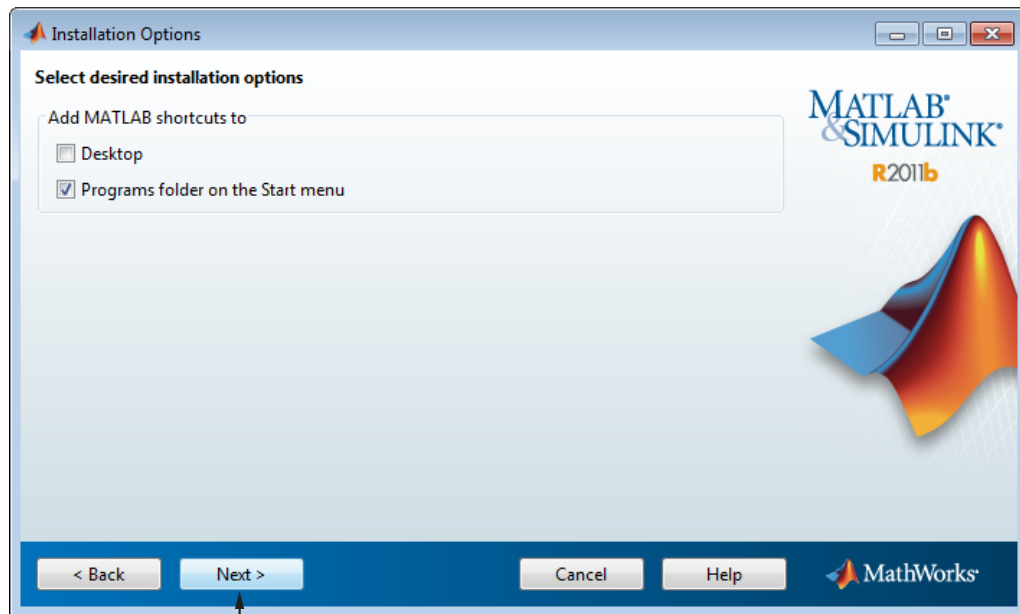 Installation Options
Select desired installation options
MATLAB®
&SIMULINK®
R2011b
Add MATLAB shortcuts to
Desktop
Programs folder on the Start menu
< Back
Next >
Cancel
Help
MathWorks®